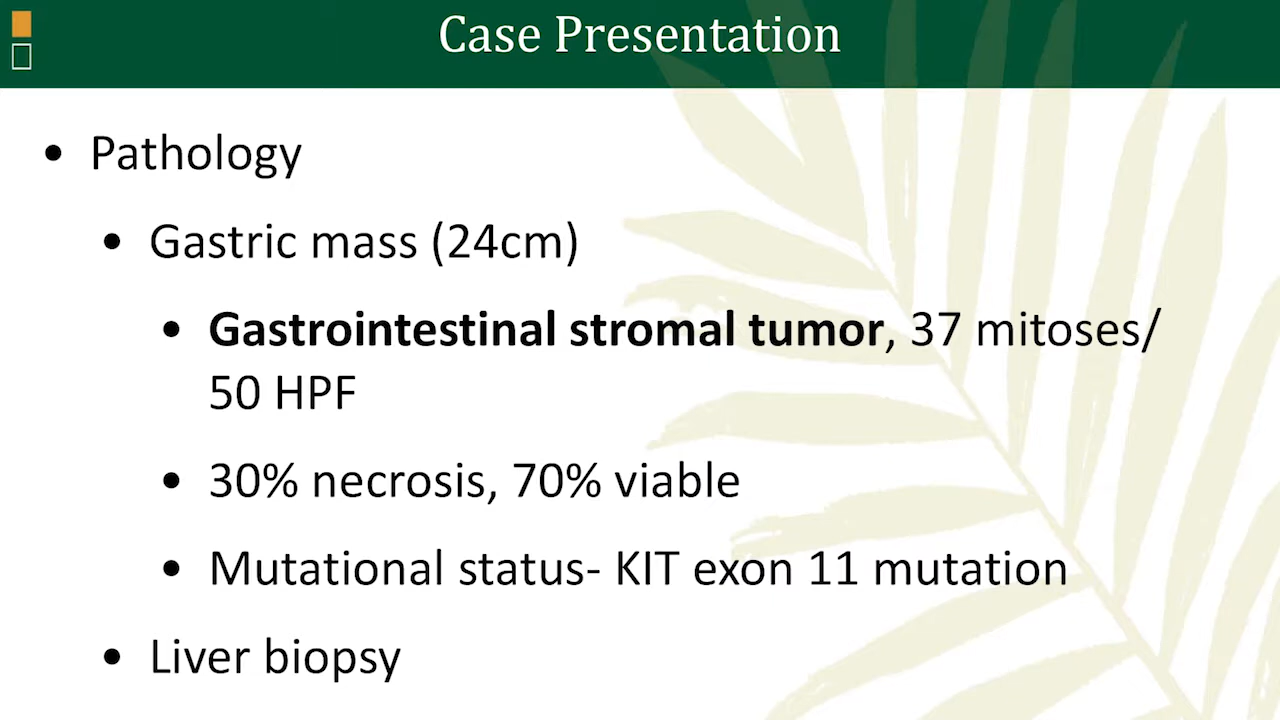 Case Presentation
• Pathology
• Gastric mass (24cm)
• Gastrointestinal stromal tumor, 37 mitoses/
50 HPF
• 30% necrosis, 70% viable
• Mutational status- KIT exon 11 mutation
• Liver biopsy